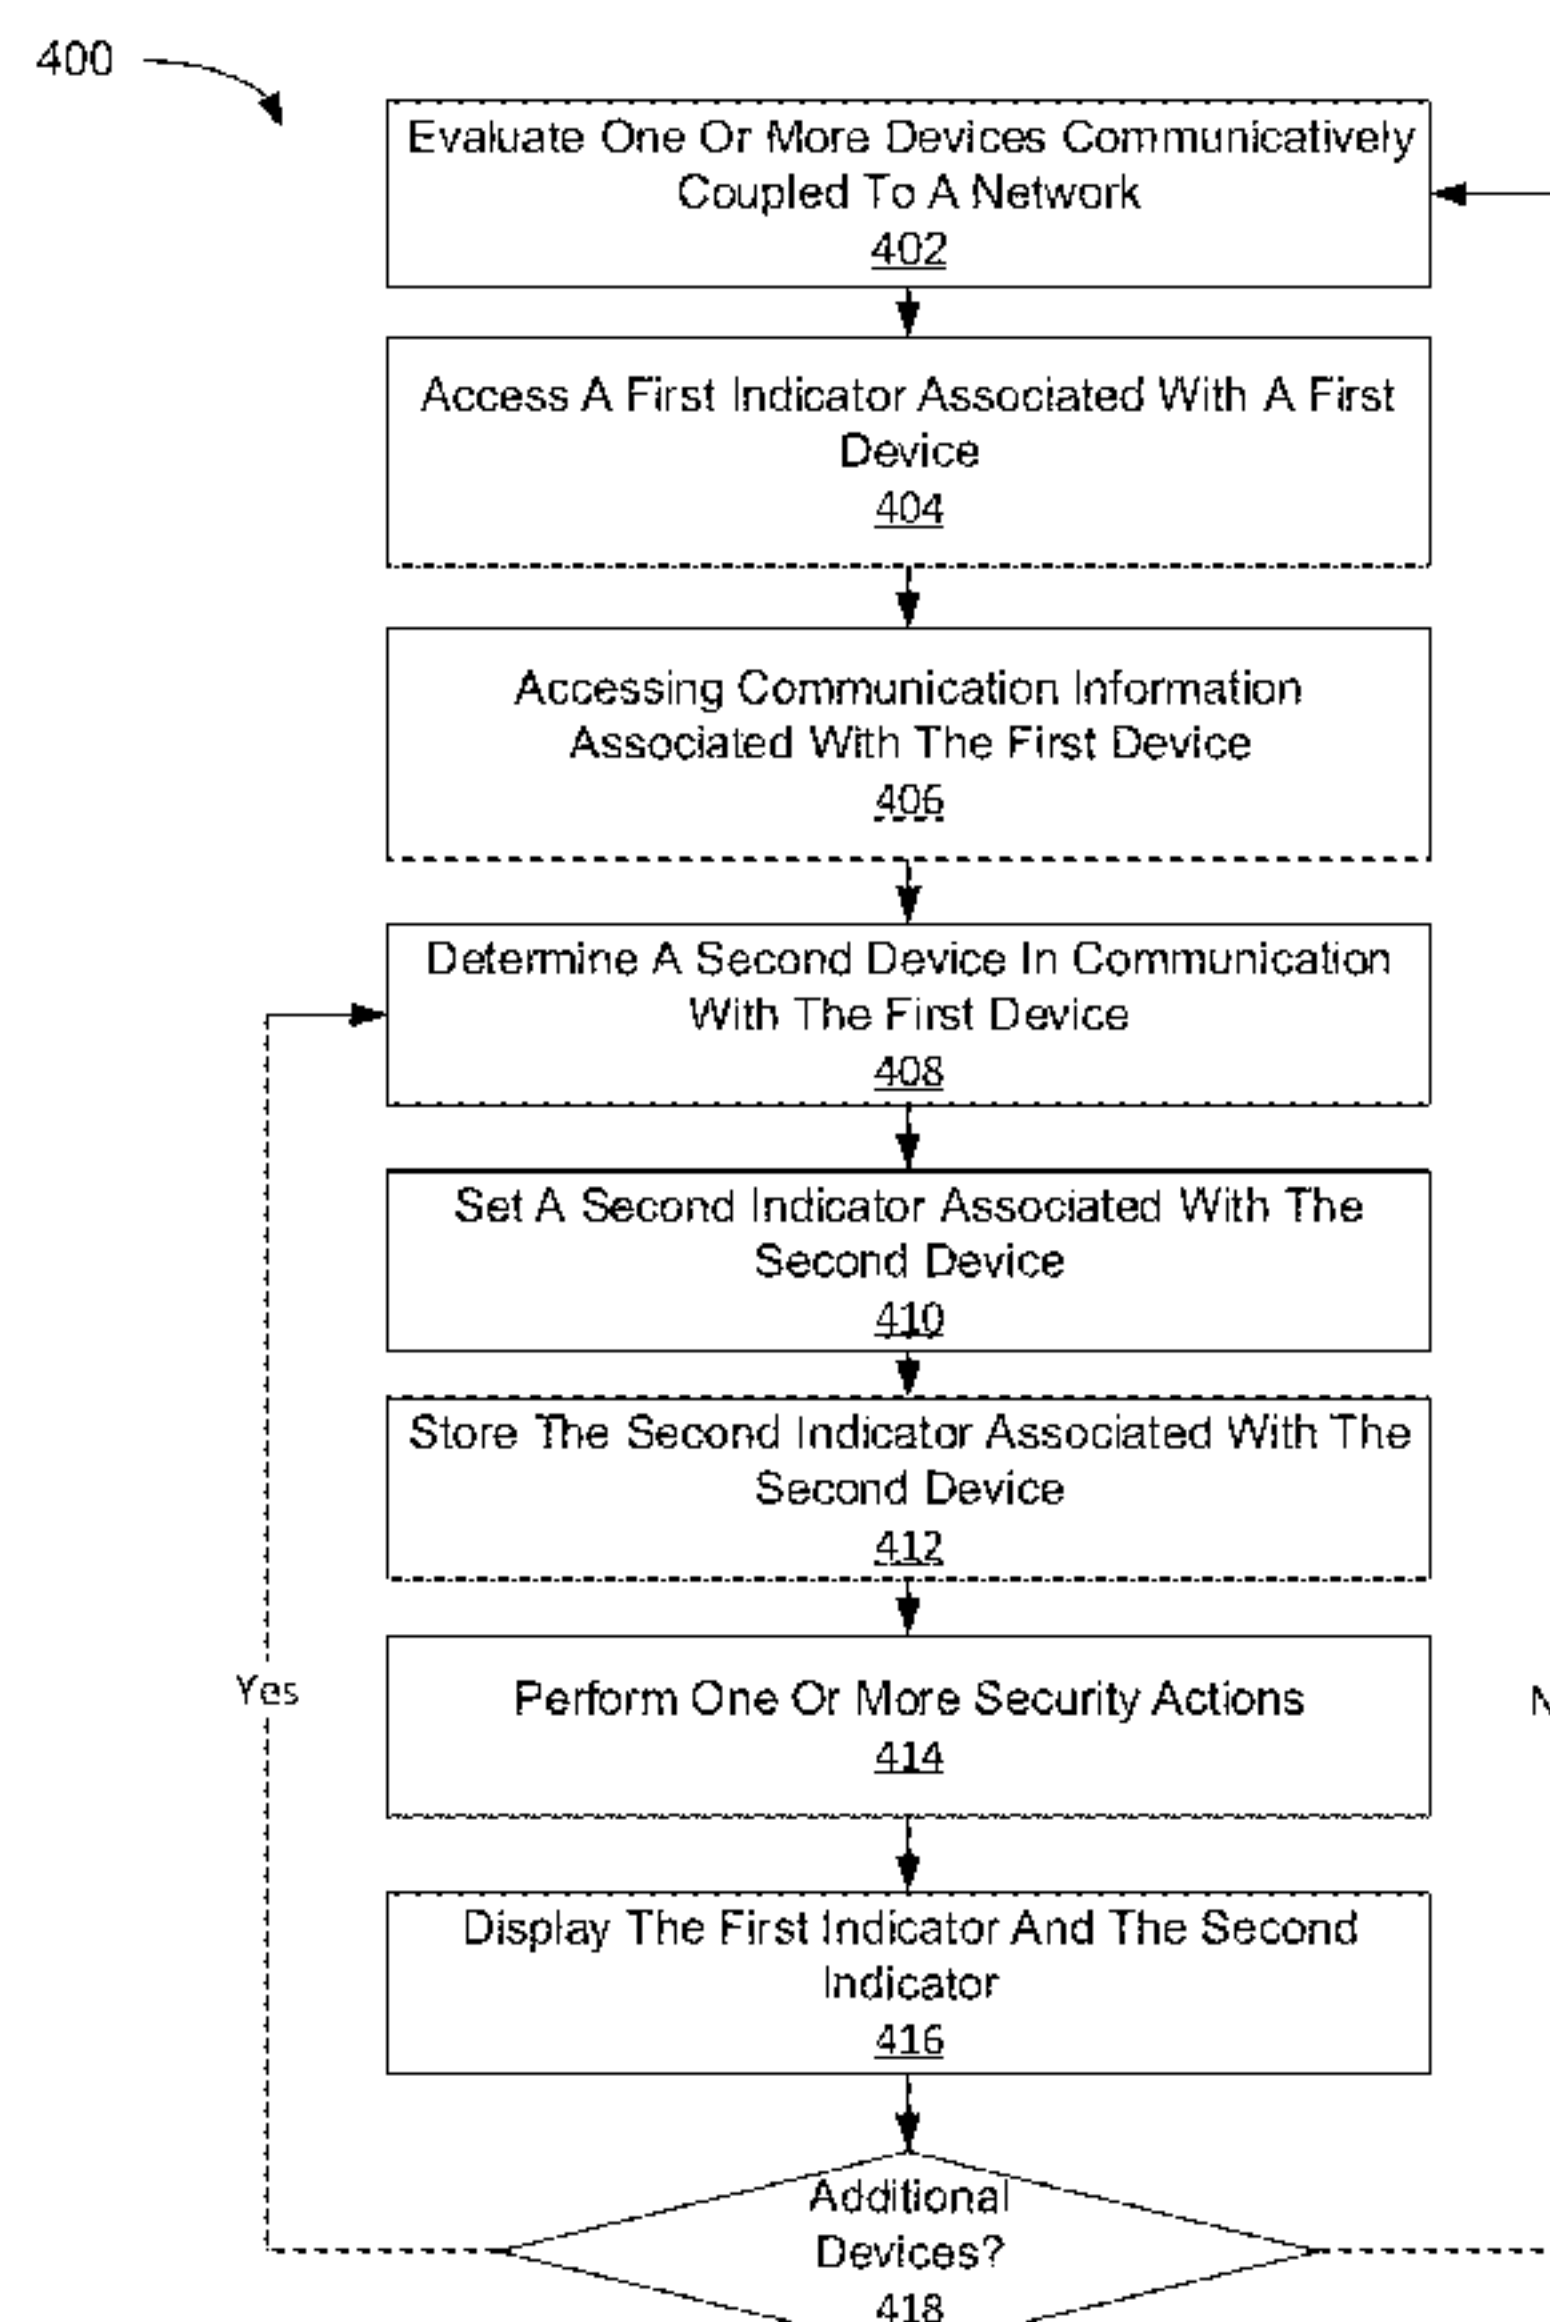 400
Evaluate One Or More Devices Communicatively
Coupled To A Network
402
Access A First Indicator Associated With A First
Device
404
Accessing Communication Information
Associated With The First Device
406
Determine A Second Device In Communication
With The First Device
408
Set A Second Indicator Associated With The
Second Device
410
Store The Second Indicator Associated With The
Second Device
412
Yes
Perform One Or More Security Actions
414
Display The First Indicator And The Second
Indicator
416
Additional
Devices?
418